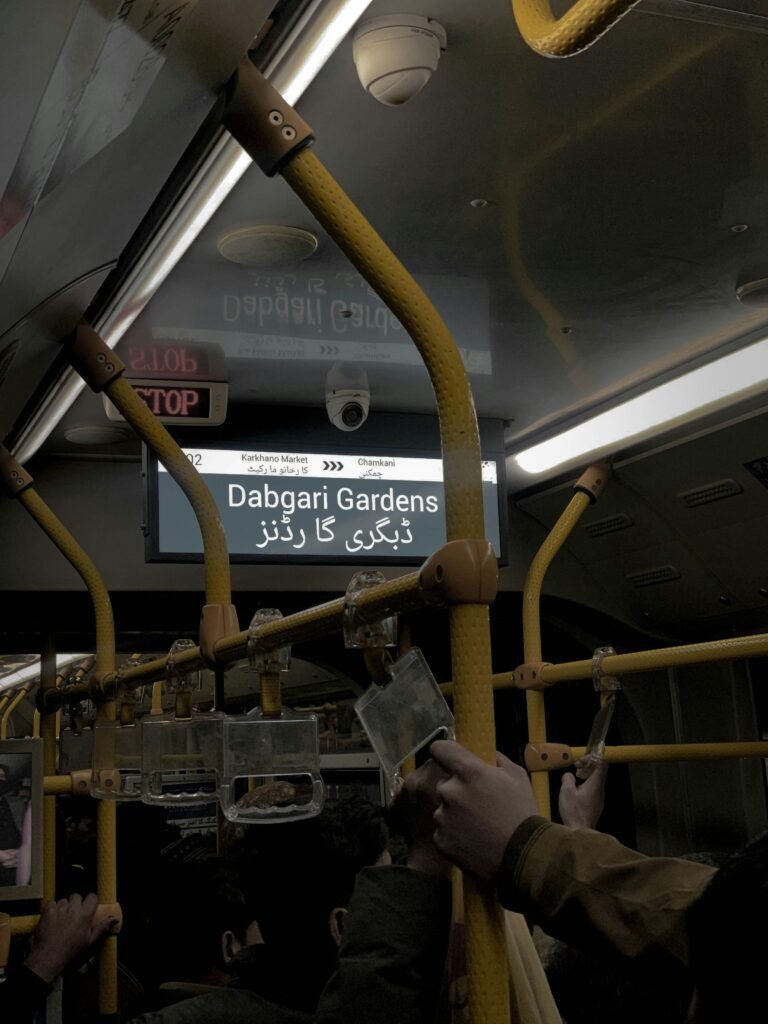 STOP
02
Karkhano Market
>>>
Chamkani
کارخانو مارکیٹ
چمکنی
Dabgari Gardens
ڈبگری گارڈنز